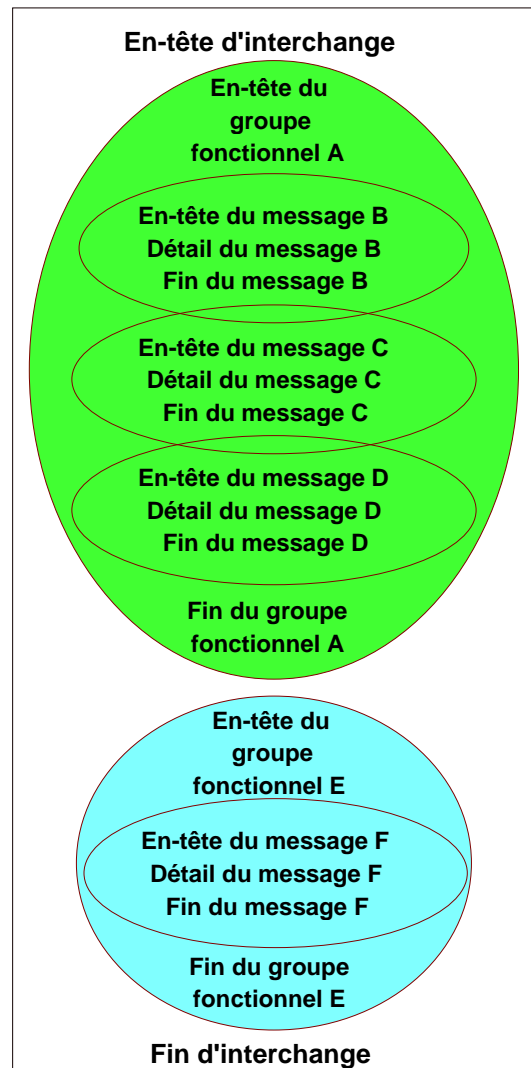 En-tête d'interchange
En-tête du
groupe
fonctionnel A
En-tête du message B
Détail du message B
Fin du message B
En-tête du message C
Détail du message C
Fin du message C
En-tête du message D
Détail du message D
Fin du message D
Fin du groupe
fonctionnel A
En-tête du
groupe
fonctionnel E
En-tête du message F
Détail du message F
Fin du message F
Fin du groupe
fonctionnel E
Fin d'interchange